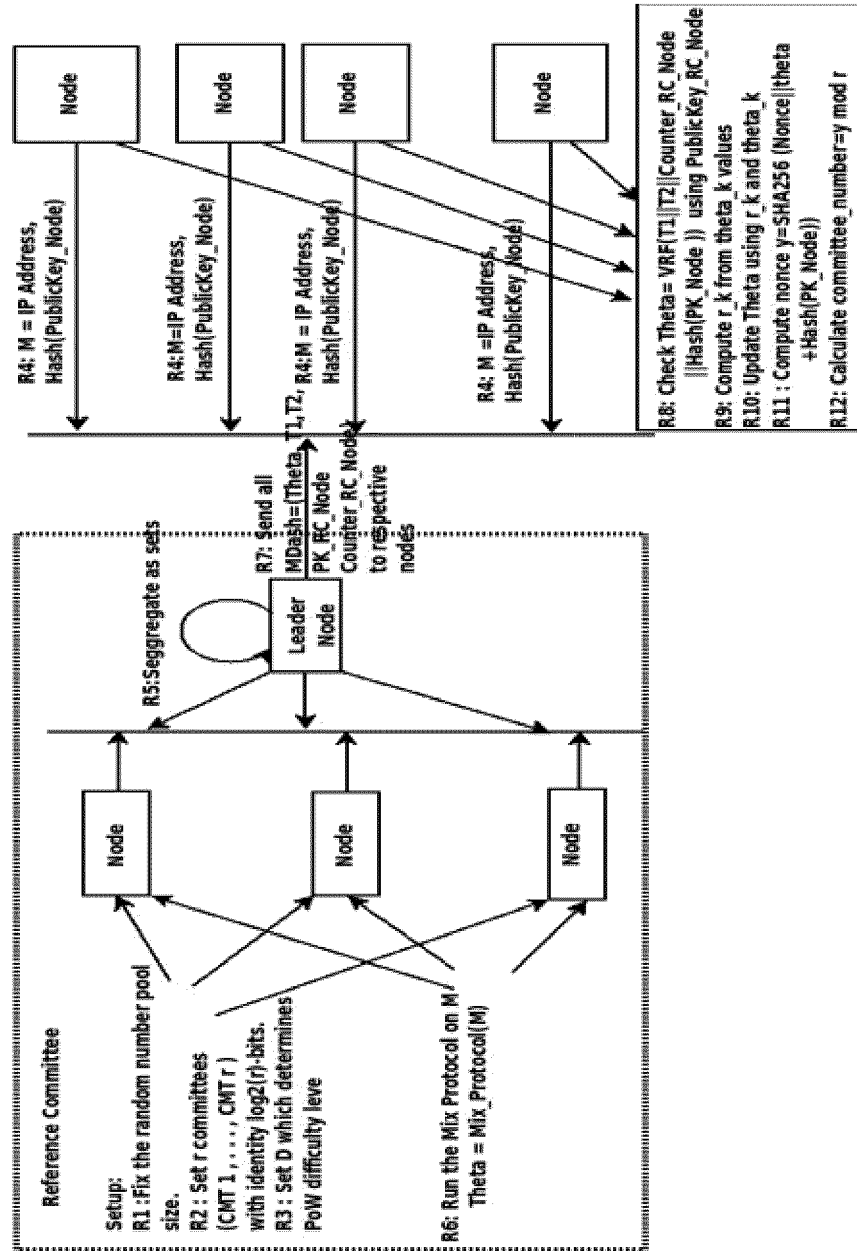 Reference Committee
Setup:
R1 :Fix the random number pool
size.
R2 : Set r committees
(CMT 1 , . . . , CMT r )
with identity log2(r)-bits.
R3 : Set D which determines
PoW difficulty leve
R6: Run the Mix Protocol on M
Theta = Mix_Protocol(M)
Node
Node
Node
R5:Seggregate as sets
Leader
Node
R7: Send all
MDash=(Theta, T1,T2,
PK_RC_Node
Counter_RC_Node)
to respective
nodes
R4: M = IP Address,
Hash(PublicKey_Node)
R4:M =IP Address,
Hash(PublicKey_Node)
R4:M = IP Address,
Hash(PublicKey_Node)
R4: M = IP Address,
Hash(PublicKey_Node)
Node
Node
Node
Node
R8: Check Theta= VRF(T1||T2||Counter_RC_Node
||Hash(PK_Node )) using PublicKey_RC_Node
R9: Compute r_k from theta_k values
R10: Update Theta using r_k and theta_k
R11 : Compute nonce y=SHA256 (Nonce||theta
+Hash(PK_Node))
R12: Calculate committee_number=y mod r